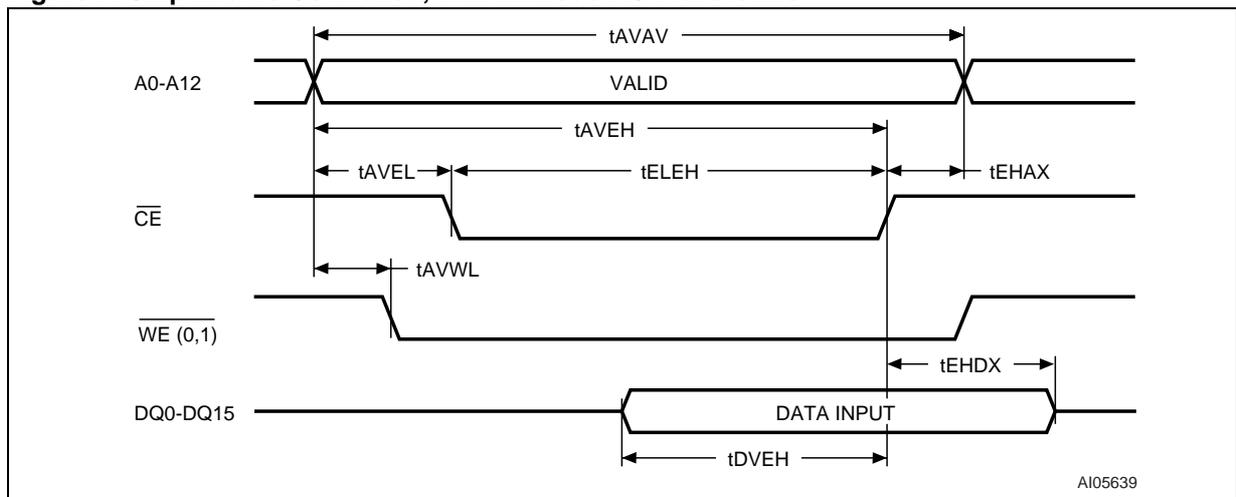 tAVAV
A0-A12 VALID
tAVEH
tAVEL tELEH tEHAX
CE
tAVWL
WE (0,1)
tEHDX
DQ0-DQ15 DATA INPUT
tDVEH
AI05639